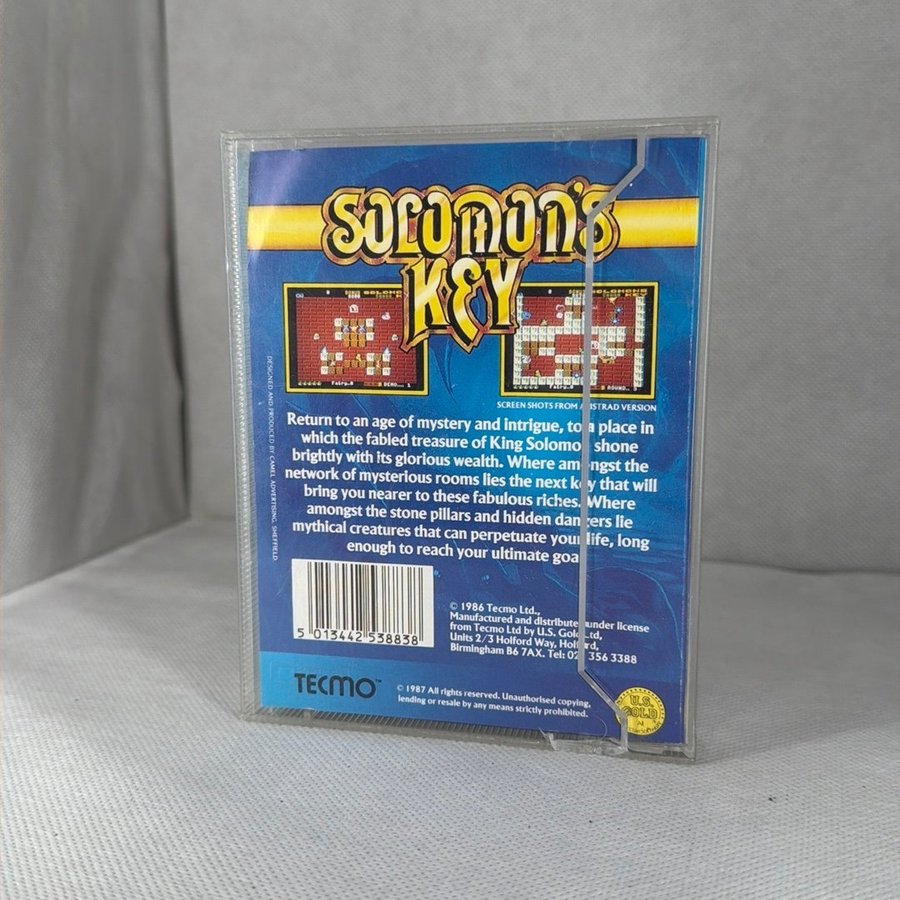 SOLOMON'S
KEY
SCREEN SHOTS FROM AMSTRAD VERSION
Return to an age of mystery and intrigue, to a place in
which the fabled treasure of King Solomon shone
brightly with its glorious wealth. Where amongst the
network of mysterious rooms lies the next key that will
bring you nearer to these fabulous riches. Where
amongst the stone pillars and hidden dangers lie
mythical creatures that can perpetuate your life, long
enough to reach your ultimate goal
DESIGNED AND PRODUCED BY CAMEL ADVERTISING, SHEFFIELD.
5 013442 538838
© 1986 Tecmo Ltd.,
Manufactured and distributed under license
from Tecmo Ltd by U.S. Gold Ltd,
Units 2/3 Holford Way, Holford,
Birmingham B6 7AX. Tel: 021 356 3388
TECMO™
© 1987 All rights reserved. Unauthorised copying,
lending or resale by any means strictly prohibited.
U.S.
GOLD